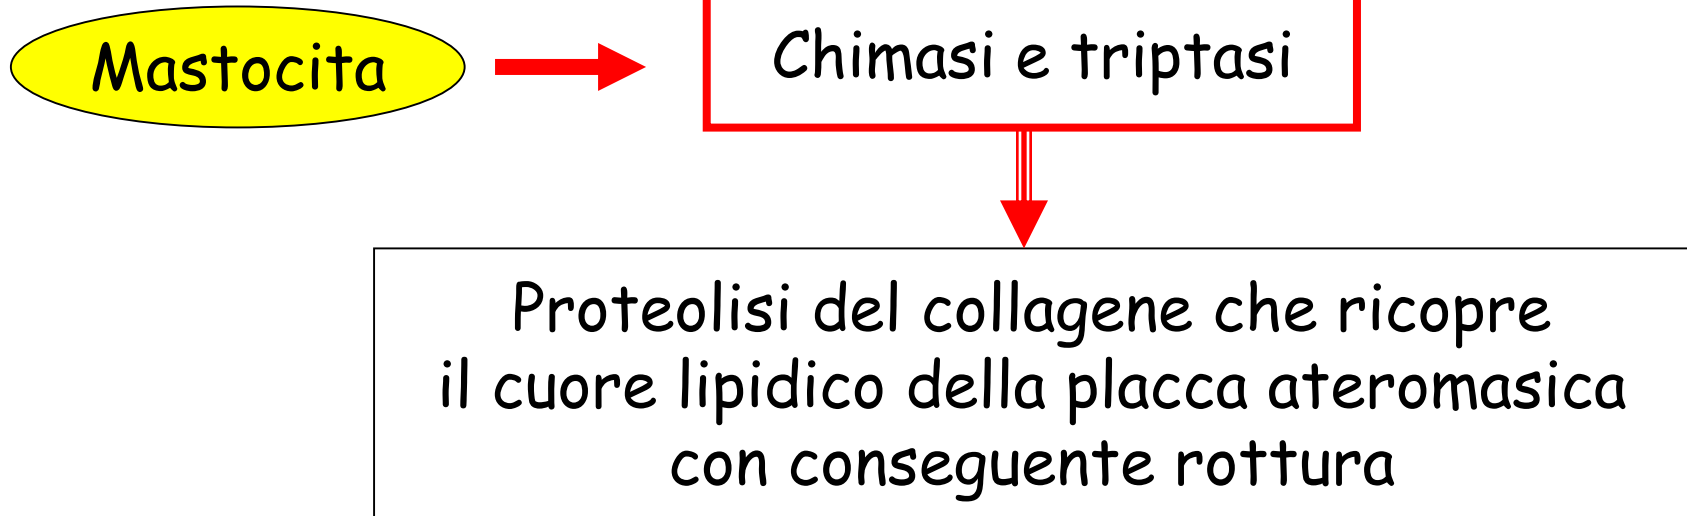 Mastocita
Chimasi e triptasi
Proteolisi del collagene che ricopre
il cuore lipidico della placca ateromasica
con conseguente rottura